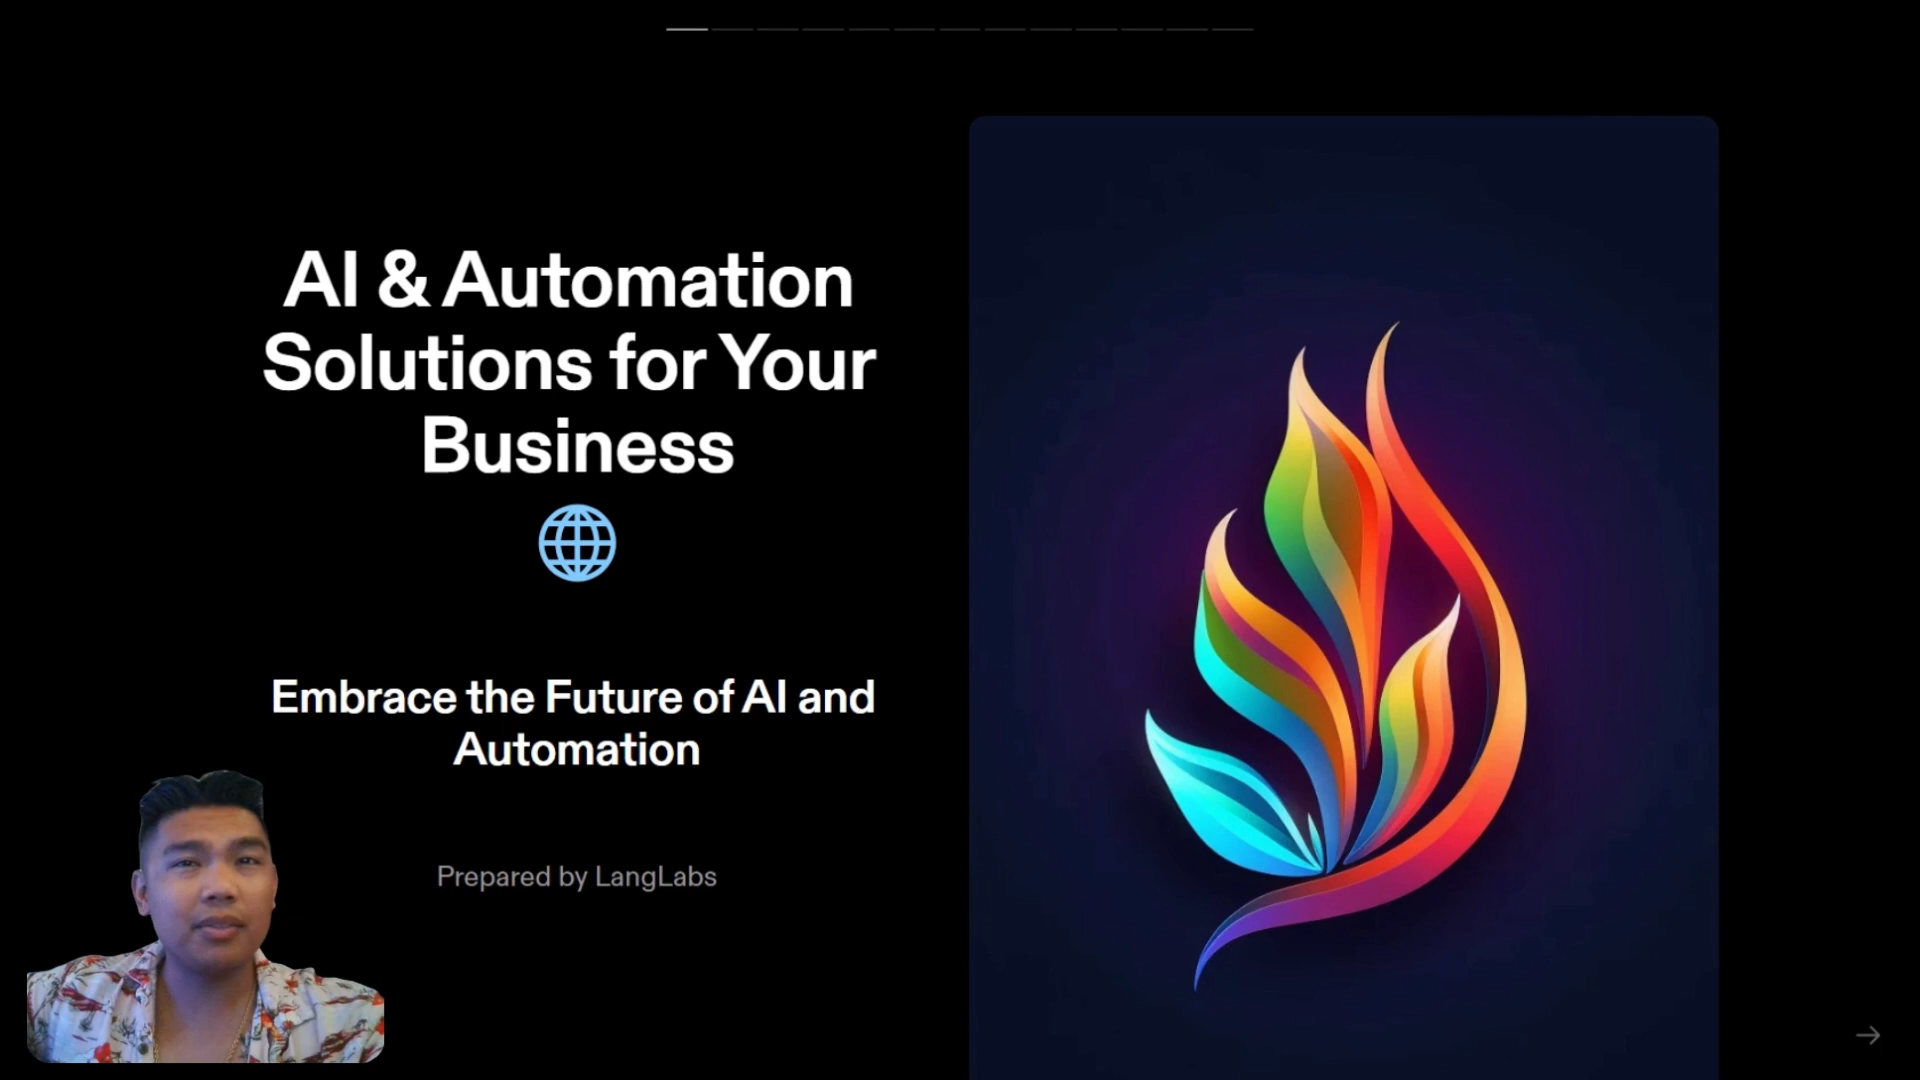 AI & Automation
Solutions for Your
Business
Embrace the Future of AI and
Automation
Prepared by LangLabs